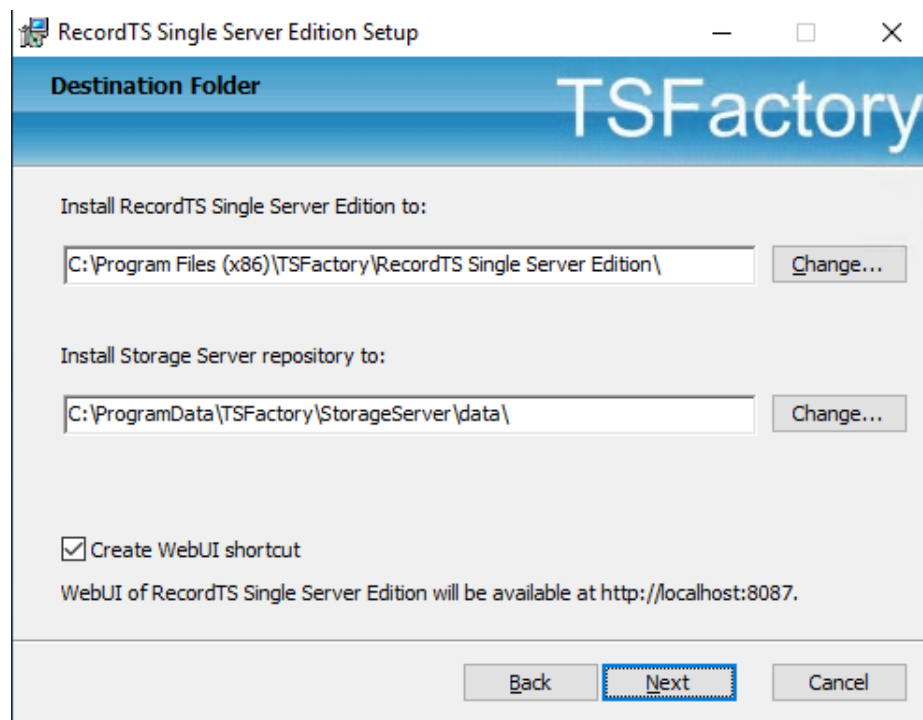 RecordTS Single Server Edition Setup
Destination Folder
TSFactory
Install RecordTS Single Server Edition to:
C:\Program Files (x86)\TSFactory\RecordTS Single Server Edition\
Change...
Install Storage Server repository to:
C:\ProgramData\TSFactory\StorageServer\data\
Change...
Create WebUI shortcut
WebUI of RecordTS Single Server Edition will be available at http://localhost:8087.
Back
Next
Cancel